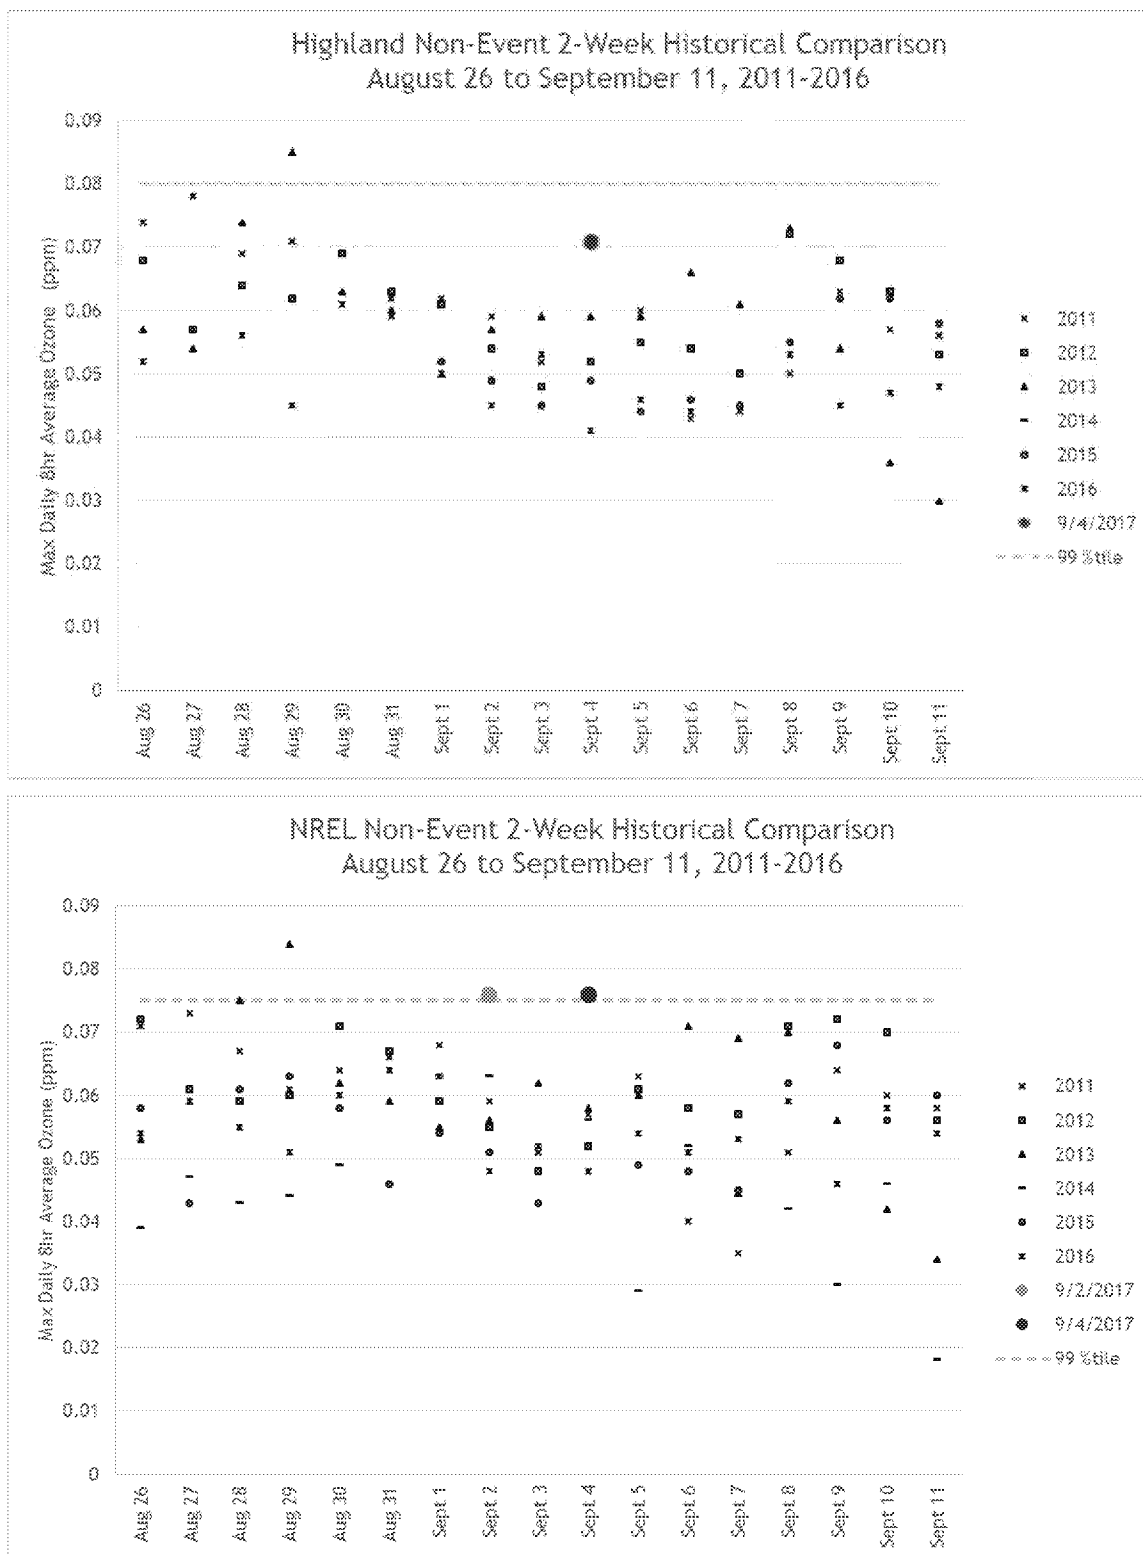 Highland Non-Event 2-Week Historical Comparison
August 26 to September 11, 2011-2016
Max Daily 8hr Average Ozone (ppm)
0.09
0.08
0.07
0.06
0.05
0.04
0.03
0.02
0.01
0
Aug 26
Aug 27
Aug 28
Aug 29
Aug 30
Aug 31
Sept 1
Sept 2
Sept 3
Sept 4
Sept 5
Sept 6
Sept 7
Sept 8
Sept 9
Sept 10
Sept 11
2011
2012
2013
2014
2015
2016
9/4/2017
99 %tile
NREL Non-Event 2-Week Historical Comparison
August 26 to September 11, 2011-2016
Max Daily 8hr Average Ozone (ppm)
0.09
0.08
0.07
0.06
0.05
0.04
0.03
0.02
0.01
0
Aug 26
Aug 27
Aug 28
Aug 29
Aug 30
Aug 31
Sept 1
Sept 2
Sept 3
Sept 4
Sept 5
Sept 6
Sept 7
Sept 8
Sept 9
Sept 10
Sept 11
2011
2012
2013
2014
2015
2016
9/2/2017
9/4/2017
99 %tile